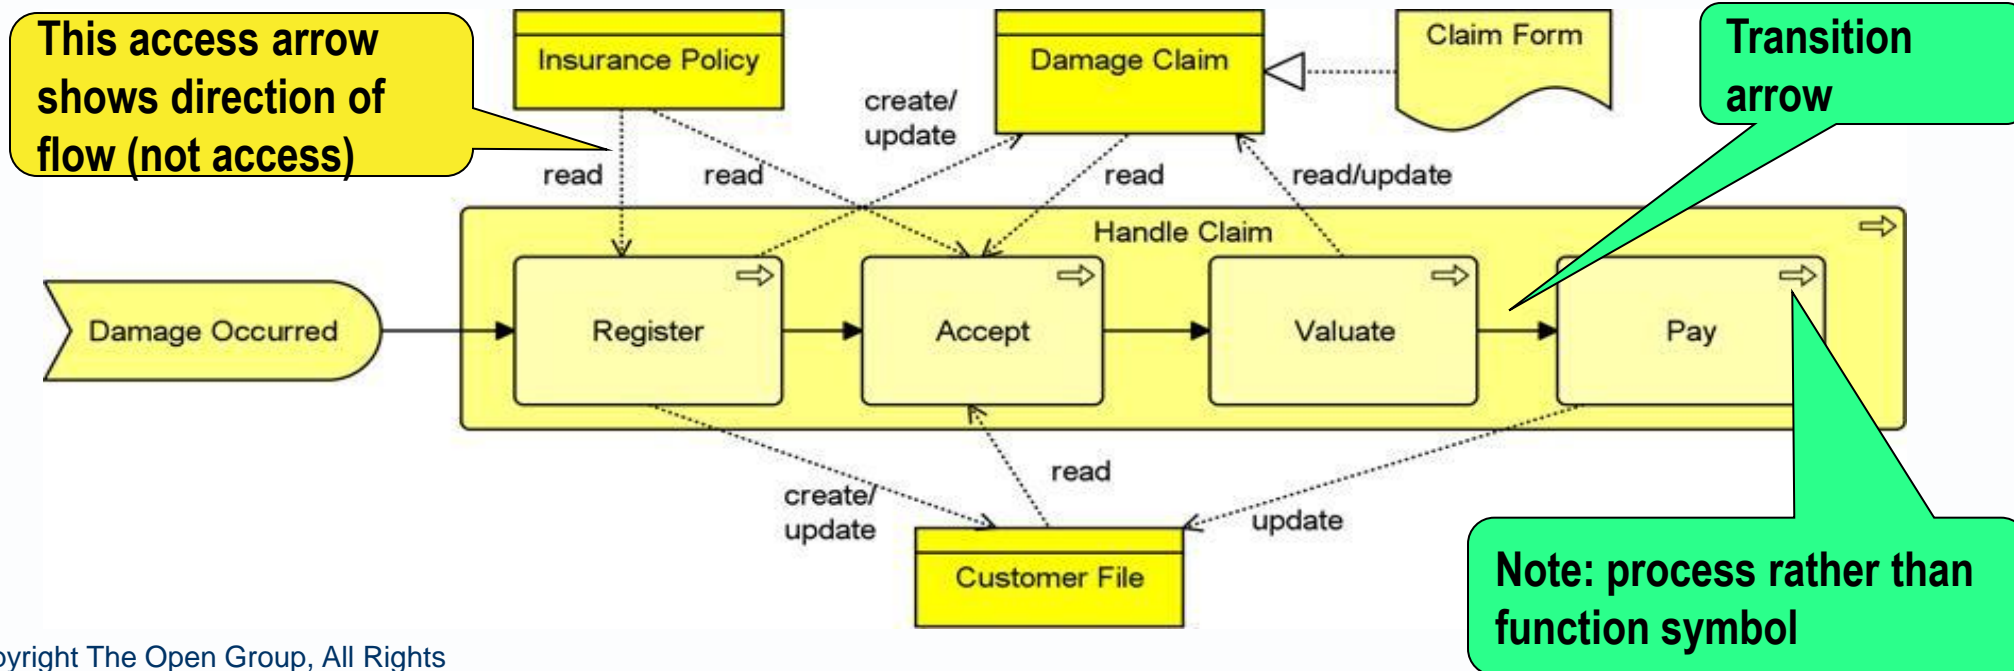 This access arrow
shows direction of
flow (not access)
Insurance Policy
Damage Claim
Claim Form
Transition
arrow
create/
update
read
read
read
read/update
Handle Claim
Damage Occurred
Register
Accept
Valuate
Pay
create/
update
read
update
Customer File
Note: process rather than
function symbol
pyright The Open Group, All Rights